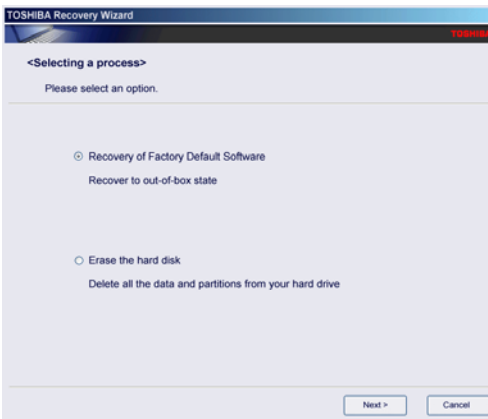 TOSHIBA Recovery Wizard
TOSHIBA
<Selecting a process>
Please select an option.
Recovery of Factory Default Software
Recover to out-of-box state
Erase the hard disk
Delete all the data and partitions from your hard drive
Next >
Cancel